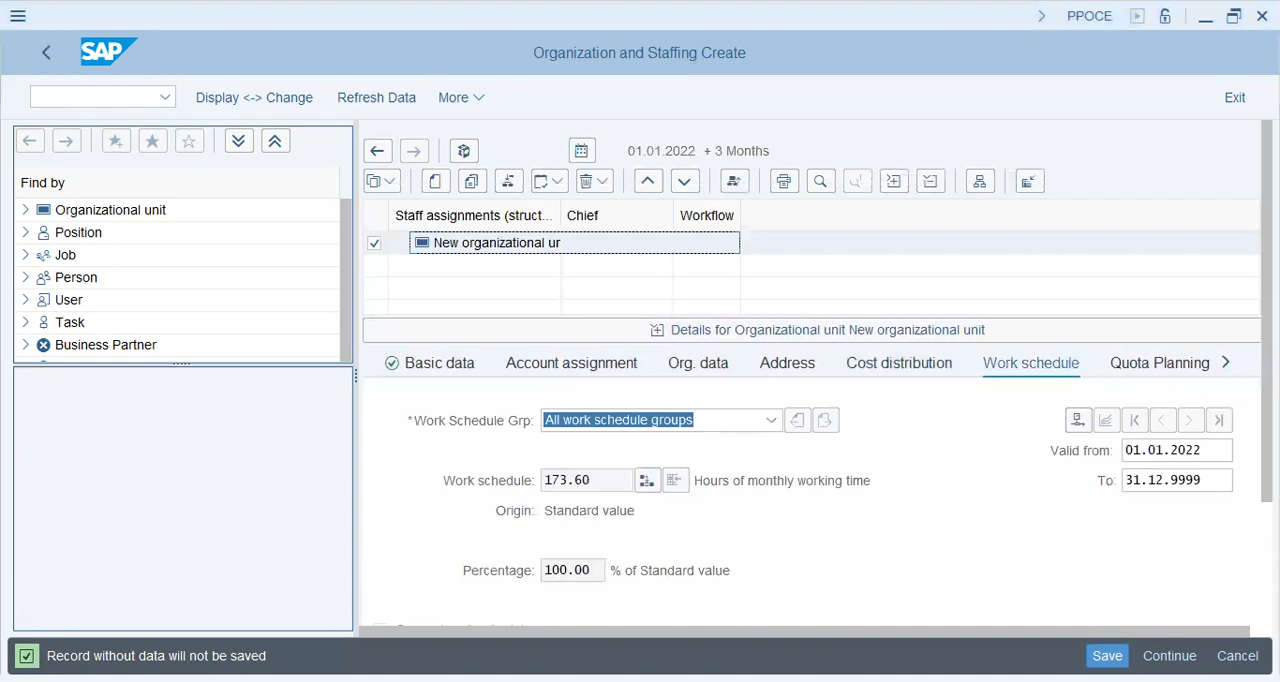 PPOCE
SAP
Organization and Staffing Create
Display <-> Change
Refresh Data
More
Exit
01.01.2022 + 3 Months
Find by
Organizational unit
Position
Job
Person
User
Task
Business Partner
Staff assignments (struct... Chief Workflow
New organizational ur
Details for Organizational unit New organizational unit
Basic data Account assignment Org. data Address Cost distribution Work schedule Quota Planning
*Work Schedule Grp: All work schedule groups
Valid from: 01.01.2022
Work schedule: 173.60 Hours of monthly working time
To: 31.12.9999
Origin: Standard value
Percentage: 100.00 % of Standard value
Record without data will not be saved
Save Continue Cancel